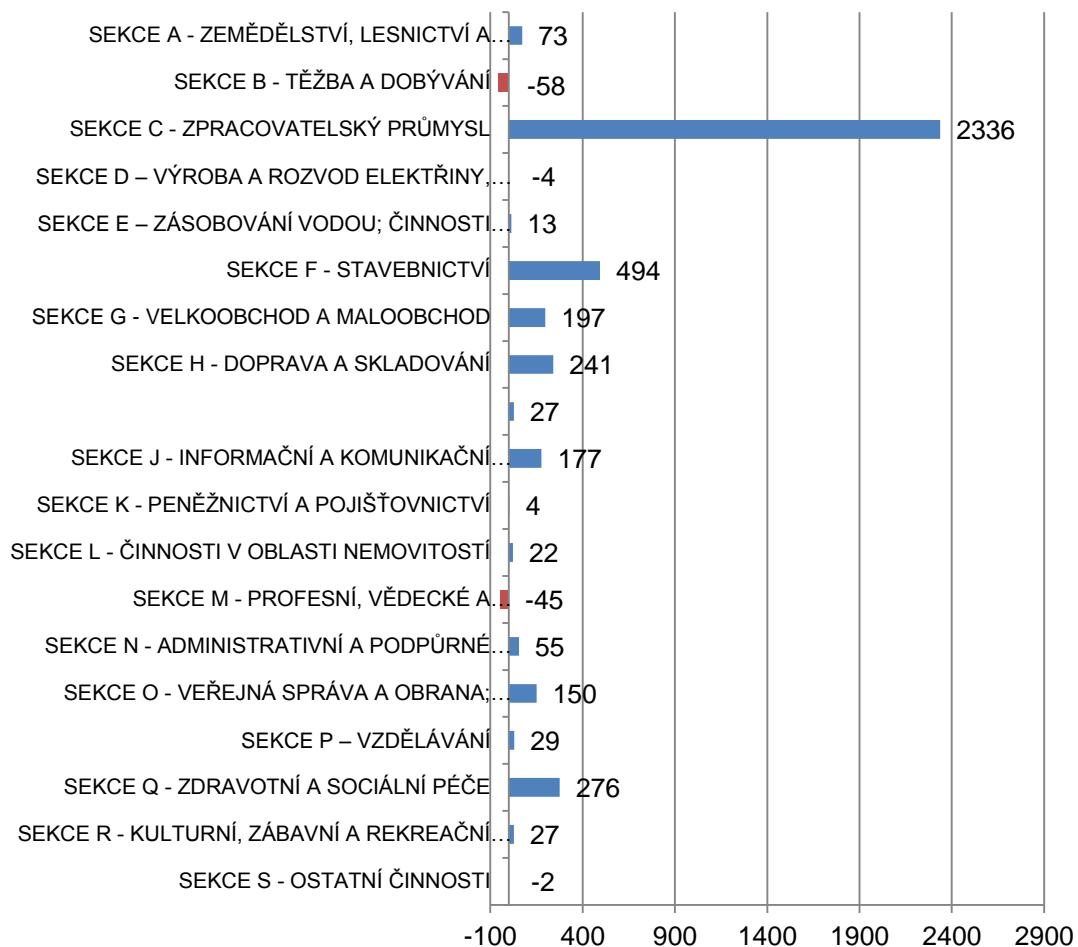 SEKCE A - ZEMĚDĚLSTVÍ, LESNICTVÍ A… 73
SEKCE B - TĚŽBA A DOBÝVÁNÍ -58
SEKCE C - ZPRACOVATELSKÝ PRŮMYSL 2336
SEKCE D – VÝROBA A ROZVOD ELEKTŘINY,… -4
SEKCE E – ZÁSOBOVÁNÍ VODOU; ČINNOSTI… 13
SEKCE F - STAVEBNICTVÍ 494
SEKCE G - VELKOOBCHOD A MALOOBCHOD 197
SEKCE H - DOPRAVA A SKLADOVÁNÍ 241
27
SEKCE J - INFORMAČNÍ A KOMUNIKAČNÍ… 177
SEKCE K - PENĚŽNICTVÍ A POJIŠŤOVNICTVÍ 4
SEKCE L - ČINNOSTI V OBLASTI NEMOVITOSTÍ 22
SEKCE M - PROFESNÍ, VĚDECKÉ A… -45
SEKCE N - ADMINISTRATIVNÍ A PODPŮRNÉ… 55
SEKCE O - VEŘEJNÁ SPRÁVA A OBRANA;… 150
SEKCE P – VZDĚLÁVÁNÍ 29
SEKCE Q - ZDRAVOTNÍ A SOCIÁLNÍ PÉČE 276
SEKCE R - KULTURNÍ, ZÁBAVNÍ A REKREAČNÍ… 27
SEKCE S - OSTATNÍ ČINNOSTI -2
-100 400 900 1400 1900 2400 2900